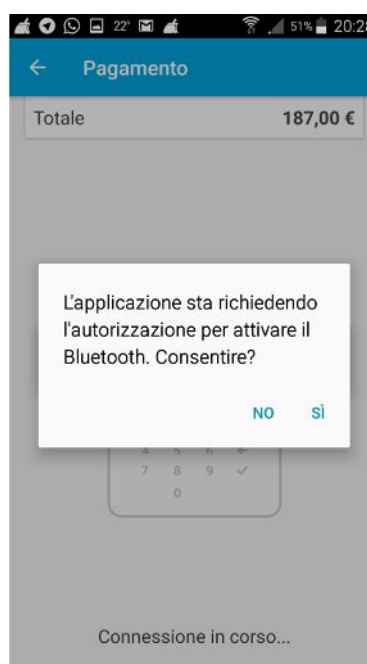 22° 51% 20:28
Pagamento
Totale 187,00 €
L'applicazione sta richiedendo
l'autorizzazione per attivare il
Bluetooth. Consentire?
NO SÌ
4 5 6
7 8 9
0
Connessione in corso...